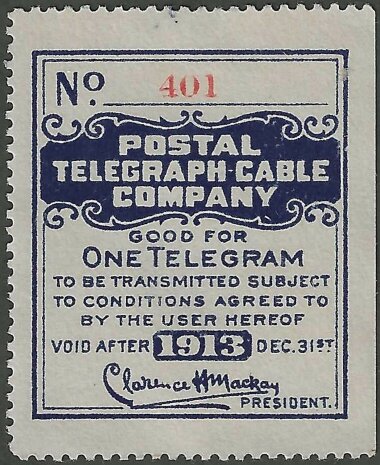 No. 401
POSTAL
TELEGRAPH-CABLE
COMPANY
GOOD FOR
ONE TELEGRAM
TO BE TRANSMITTED SUBJECT
TO CONDITIONS AGREED TO
BY THE USER HEREOF
VOID AFTER 1913 DEC. 31ST.
Clarence H Mackay
PRESIDENT.